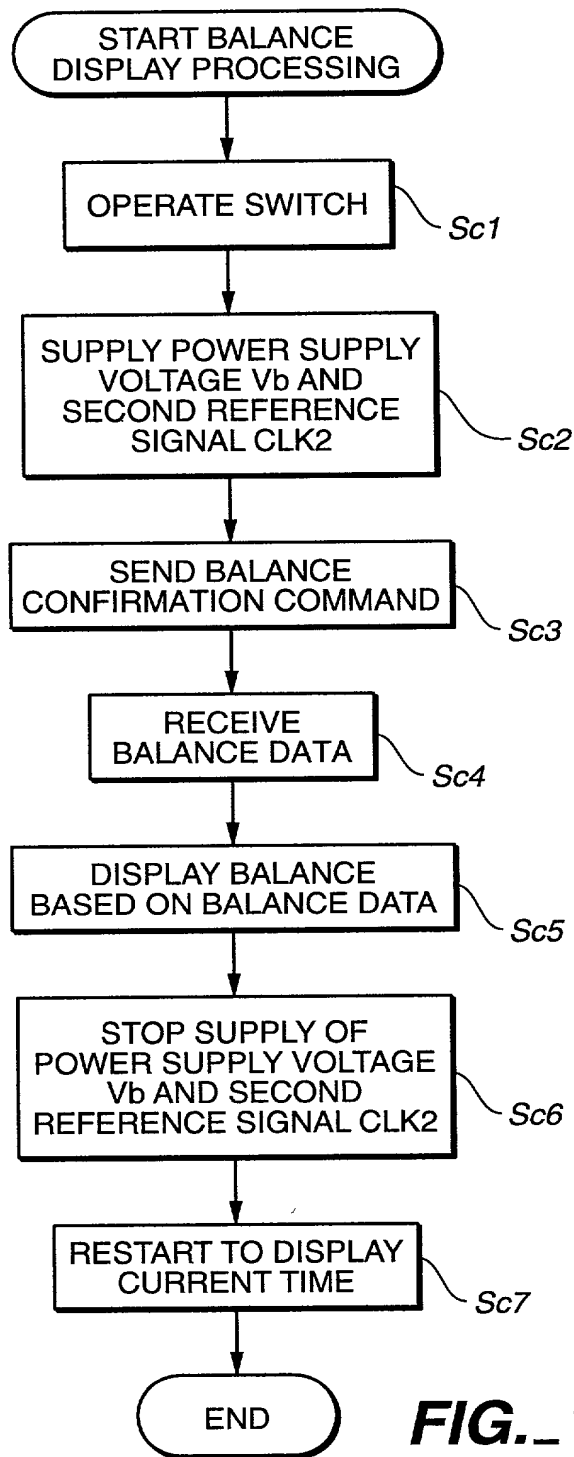 START BALANCE
DISPLAY PROCESSING
OPERATE SWITCH
Sc1
SUPPLY POWER SUPPLY
VOLTAGE Vb AND
SECOND REFERENCE
SIGNAL CLK2
Sc2
SEND BALANCE
CONFIRMATION COMMAND
Sc3
RECEIVE
BALANCE DATA
Sc4
DISPLAY BALANCE
BASED ON BALANCE DATA
Sc5
STOP SUPPLY OF
POWER SUPPLY VOLTAGE
Vb AND SECOND
REFERENCE SIGNAL CLK2
Sc6
RESTART TO DISPLAY
CURRENT TIME
Sc7
END
FIG._